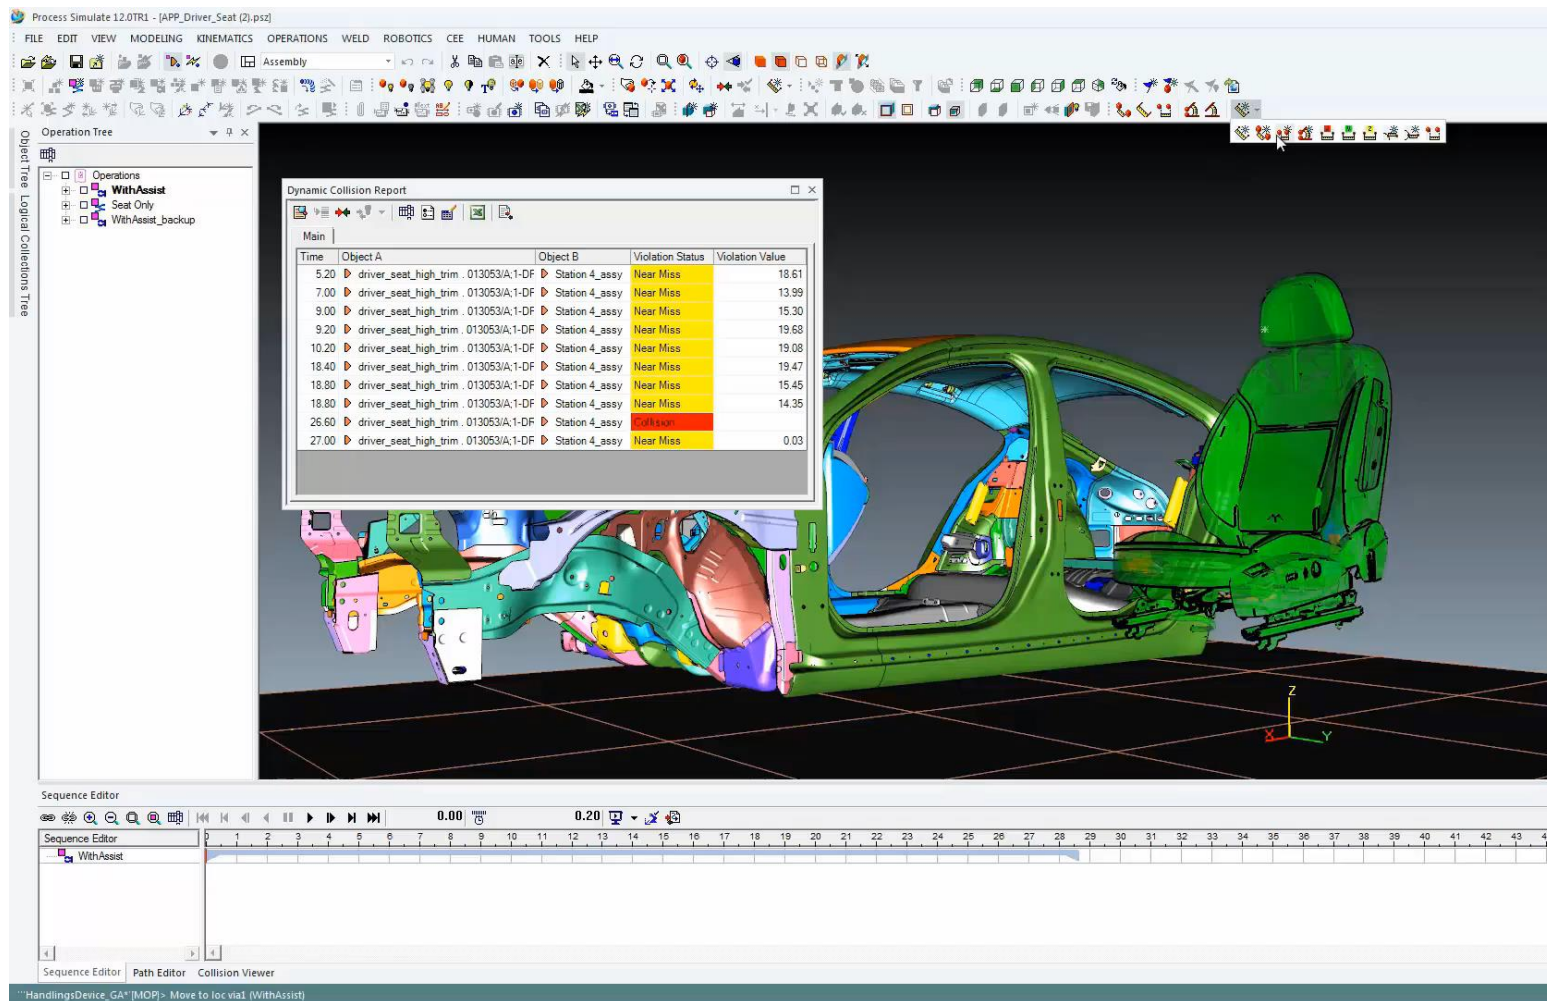 Process Simulate 12.0TR1 - [APP_Driver_Seat (2).psz]
FILE EDIT VIEW MODELING KINEMATICS OPERATIONS WELD ROBOTICS CEE HUMAN TOOLS HELP
Assembly
Object Tree
Logical Collections Tree
Operation Tree
Operations
WithAssist
Seat Only
WithAssist_backup
Dynamic Collision Report
Main
Time Object A Object B Violation Status Violation Value
5.20 driver_seat_high_trim . 013053/A;1-DF Station 4_assy Near Miss 18.61
7.00 driver_seat_high_trim . 013053/A;1-DF Station 4_assy Near Miss 13.99
9.00 driver_seat_high_trim . 013053/A;1-DF Station 4_assy Near Miss 15.30
9.20 driver_seat_high_trim . 013053/A;1-DF Station 4_assy Near Miss 19.68
10.20 driver_seat_high_trim . 013053/A;1-DF Station 4_assy Near Miss 19.08
18.40 driver_seat_high_trim . 013053/A;1-DF Station 4_assy Near Miss 19.47
18.80 driver_seat_high_trim . 013053/A;1-DF Station 4_assy Near Miss 15.45
18.80 driver_seat_high_trim . 013053/A;1-DF Station 4_assy Near Miss 14.35
26.60 driver_seat_high_trim . 013053/A;1-DF Station 4_assy Collision
27.00 driver_seat_high_trim . 013053/A;1-DF Station 4_assy Near Miss 0.03
Z
X Y
Sequence Editor
0.00 0.20
Sequence Editor 1 2 3 4 5 6 7 8 9 10 11 12 13 14 15 16 17 18 19 20 21 22 23 24 25 26 27 28 29 30 31 32 33 34 35 36 37 38 39 40 41 42 43
WithAssist
Sequence Editor Path Editor Collision Viewer
'''HandlingsDevice_GA*'[MOP]> Move to loc via1 (WithAssist)